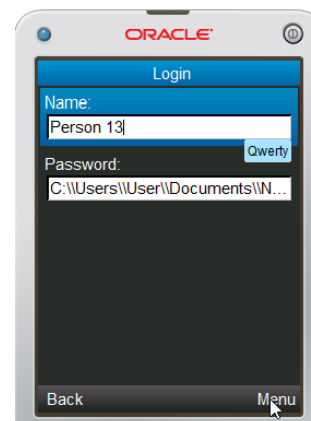 ORACLE
Login
Name:
Person 13
Qwerty
Password:
C:\\Users\\User\\Documents\\N...
Back Menu